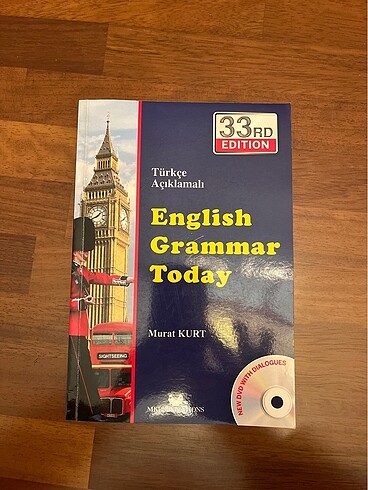 33RD
EDITION
Türkçe
Açıklamalı
English
Grammar
Today
Murat KURT
SIGHTSEEING
NEW DVD WITH DIALOGUES